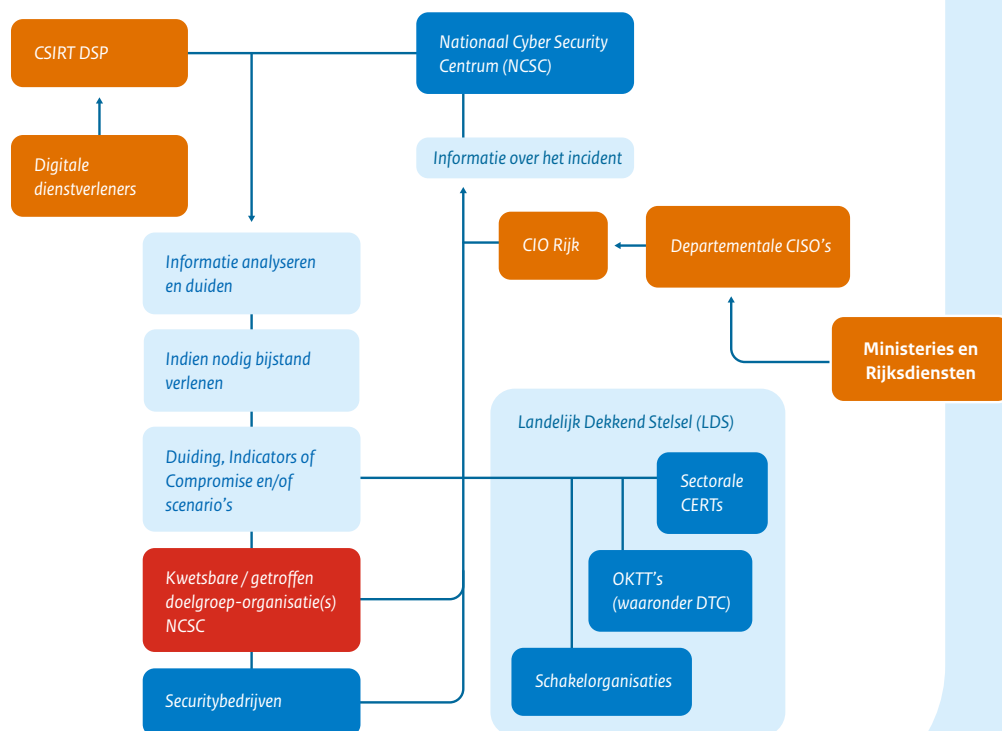 CSIRT DSP
Nationaal Cyber Security
Centrum (NCSC)
Digitale
dienstverleners
Informatie over het incident
CIO Rijk
Departementale CISO's
Informatie analyseren
en duiden
Ministeries en
Rijksdiensten
Indien nodig bijstand
verlenen
Landelijk Dekkend Stelsel (LDS)
Duiding, Indicators of
Compromise en/of
scenario's
Sectorale
CERTs
Kwetsbare / getroffen
doelgroep-organisatie(s)
NCSC
OKTT's
(waaronder DTC)
Schakelorganisaties
Securitybedrijven